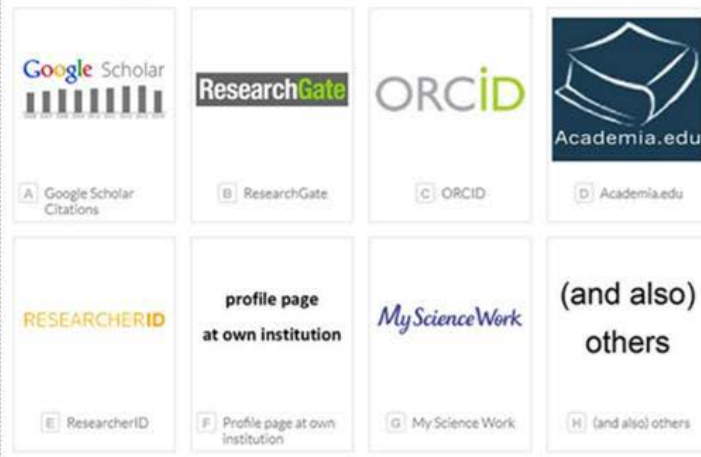 Google Scholar
ResearchGate
ORCiD
Academia.edu
A Google Scholar
Citations
B ResearchGate
C ORCID
D Academia.edu
RESEARCHERID
profile page
at own institution
MyScienceWork
(and also)
others
E ResearcherID
F Profile page at own
institution
G My Science Work
H (and also) others